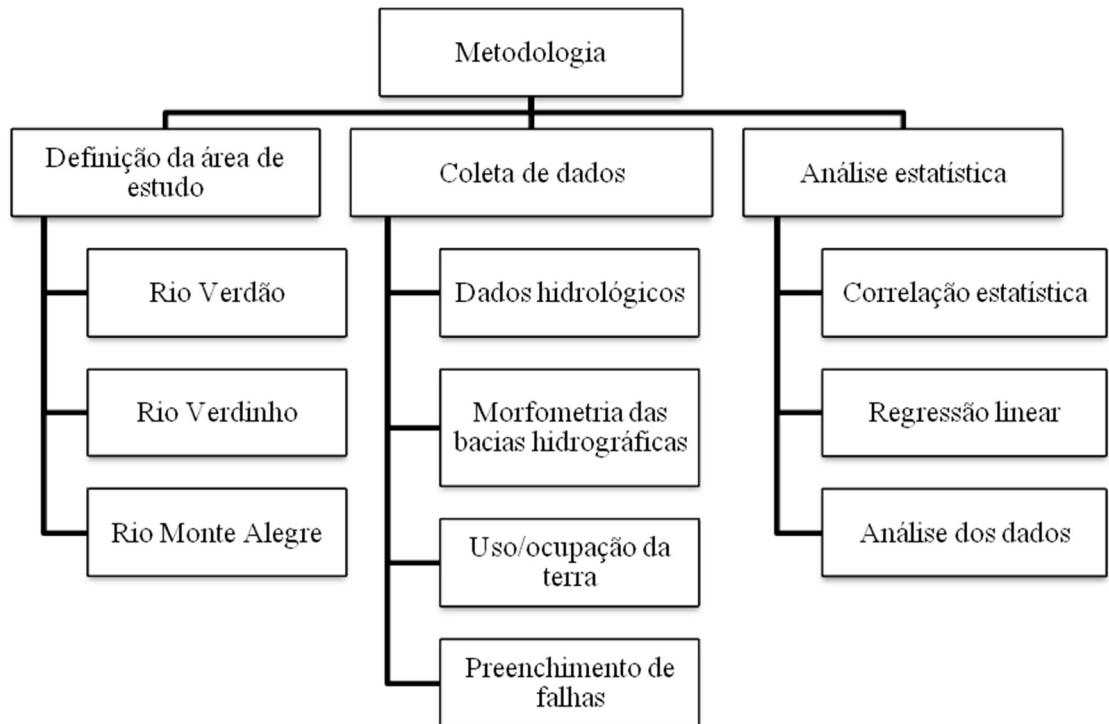 Metodologia
Definição da área de
estudo
Rio Verdão
Rio Verdinho
Rio Monte Alegre
Coleta de dados
Dados hidrológicos
Morfometria das
bacias hidrográficas
Uso/ocupação da
terra
Preenchimento de
falhas
Análise estatística
Correlação estatística
Regressão linear
Análise dos dados